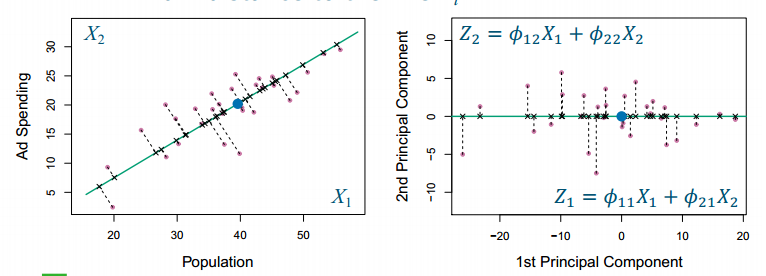 X₂
Ad Spending
30
25
20
15
10
5
X₁
20 30 40 50
Population
Z₂ = ϕ₁₂X₁ + ϕ₂₂X₂
2nd Principal Component
10
5
0
−5
−10
Z₁ = ϕ₁₁X₁ + ϕ₂₁X₂
−20 −10 0 10 20
1st Principal Component